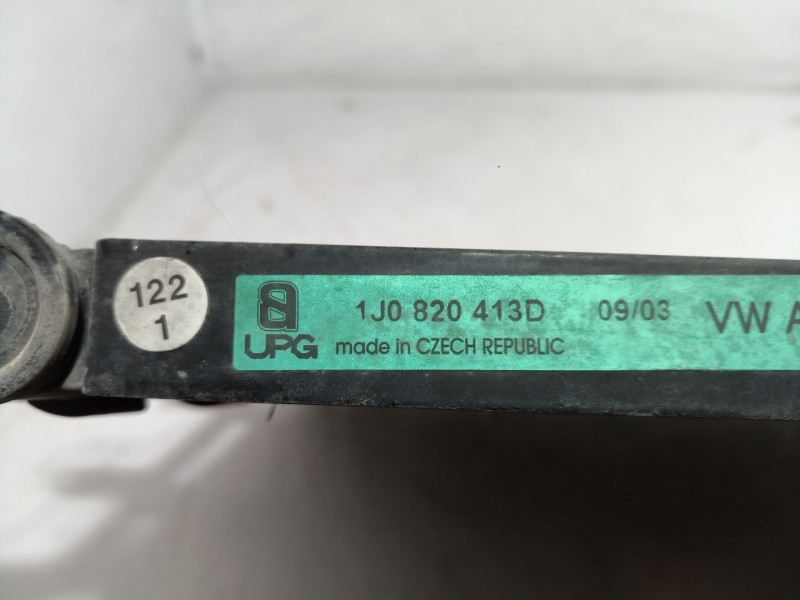 122
1
UPG
1J0 820 413D 09/03 VW A
made in CZECH REPUBLIC